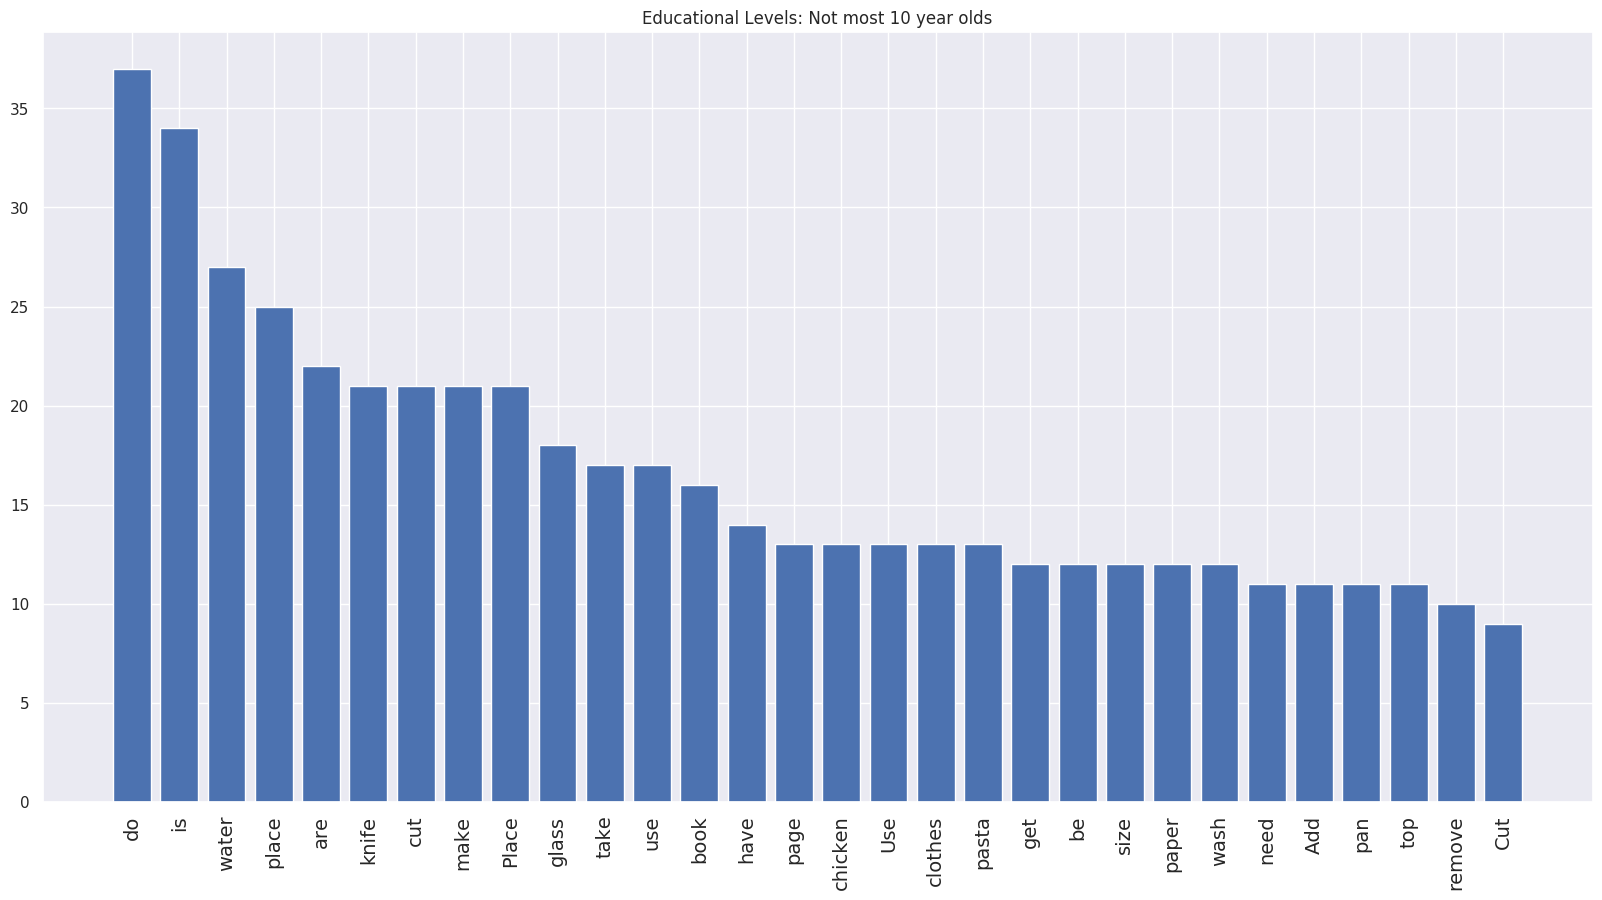 Educational Levels: Not most 10 year olds
35
30
25
20
15
10
5
0
do
is
water
place
are
knife
cut
make
Place
glass
take
use
book
have
page
chicken
Use
clothes
pasta
get
be
size
paper
wash
need
Add
pan
top
remove
Cut